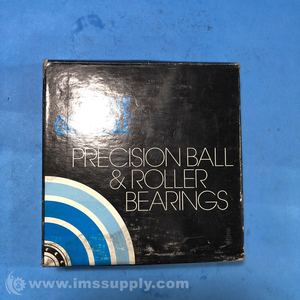 PRECISION BALL
& ROLLER
BEARINGS
www.imssupply.com